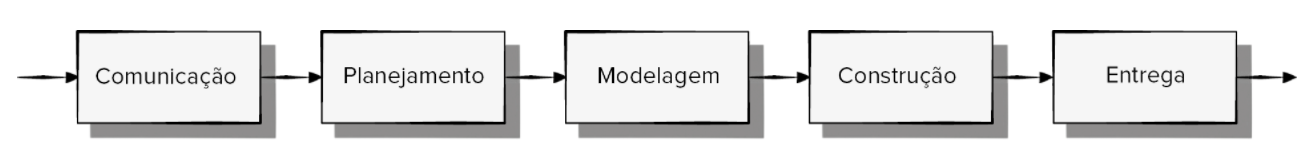 Comunicação
Planejamento
Modelagem
Construção
Entrega